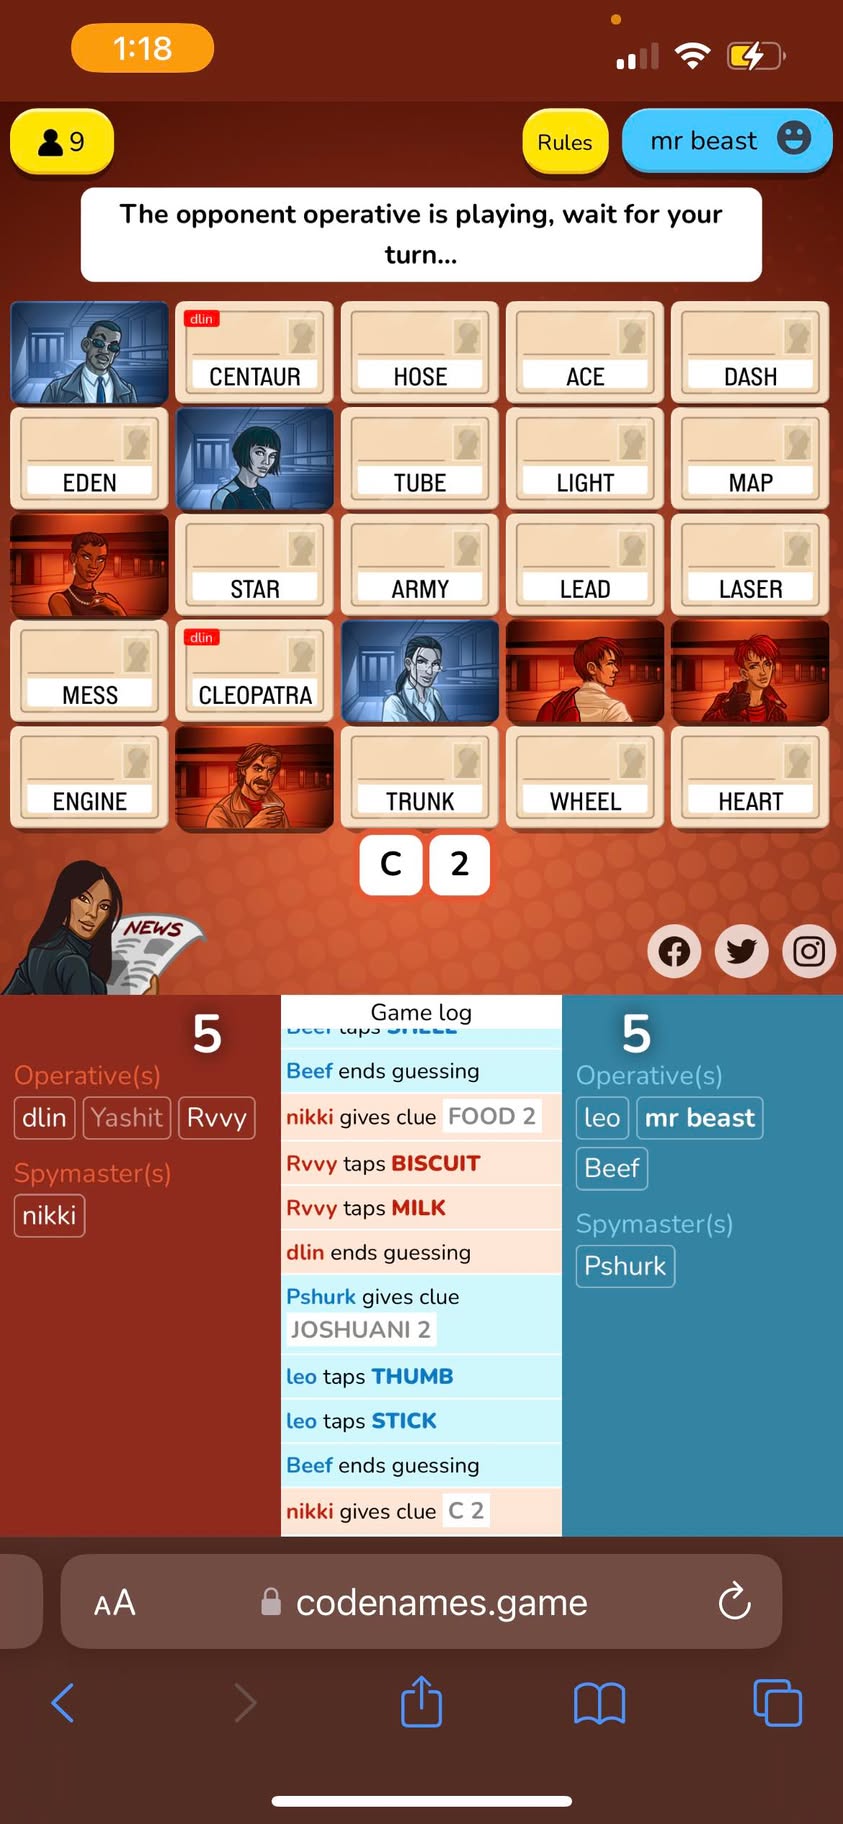 1:18
9
Rules
mr beast
The opponent operative is playing, wait for your
turn...
dlin
CENTAUR
HOSE
ACE
DASH
EDEN
TUBE
LIGHT
MAP
STAR
ARMY
LEAD
LASER
MESS
dlin
CLEOPATRA
ENGINE
TRUNK
WHEEL
HEART
C 2
NEWS
5
Operative(s)
dlin Yashit Rvvy
Spymaster(s)
nikki
Game log
Beef taps SHELL
Beef ends guessing
nikki gives clue FOOD 2
Rvvy taps BISCUIT
Rvvy taps MILK
dlin ends guessing
Pshurk gives clue
JOSHUANI 2
leo taps THUMB
leo taps STICK
Beef ends guessing
nikki gives clue C 2
5
Operative(s)
leo mr beast
Beef
Spymaster(s)
Pshurk
AA codenames.game